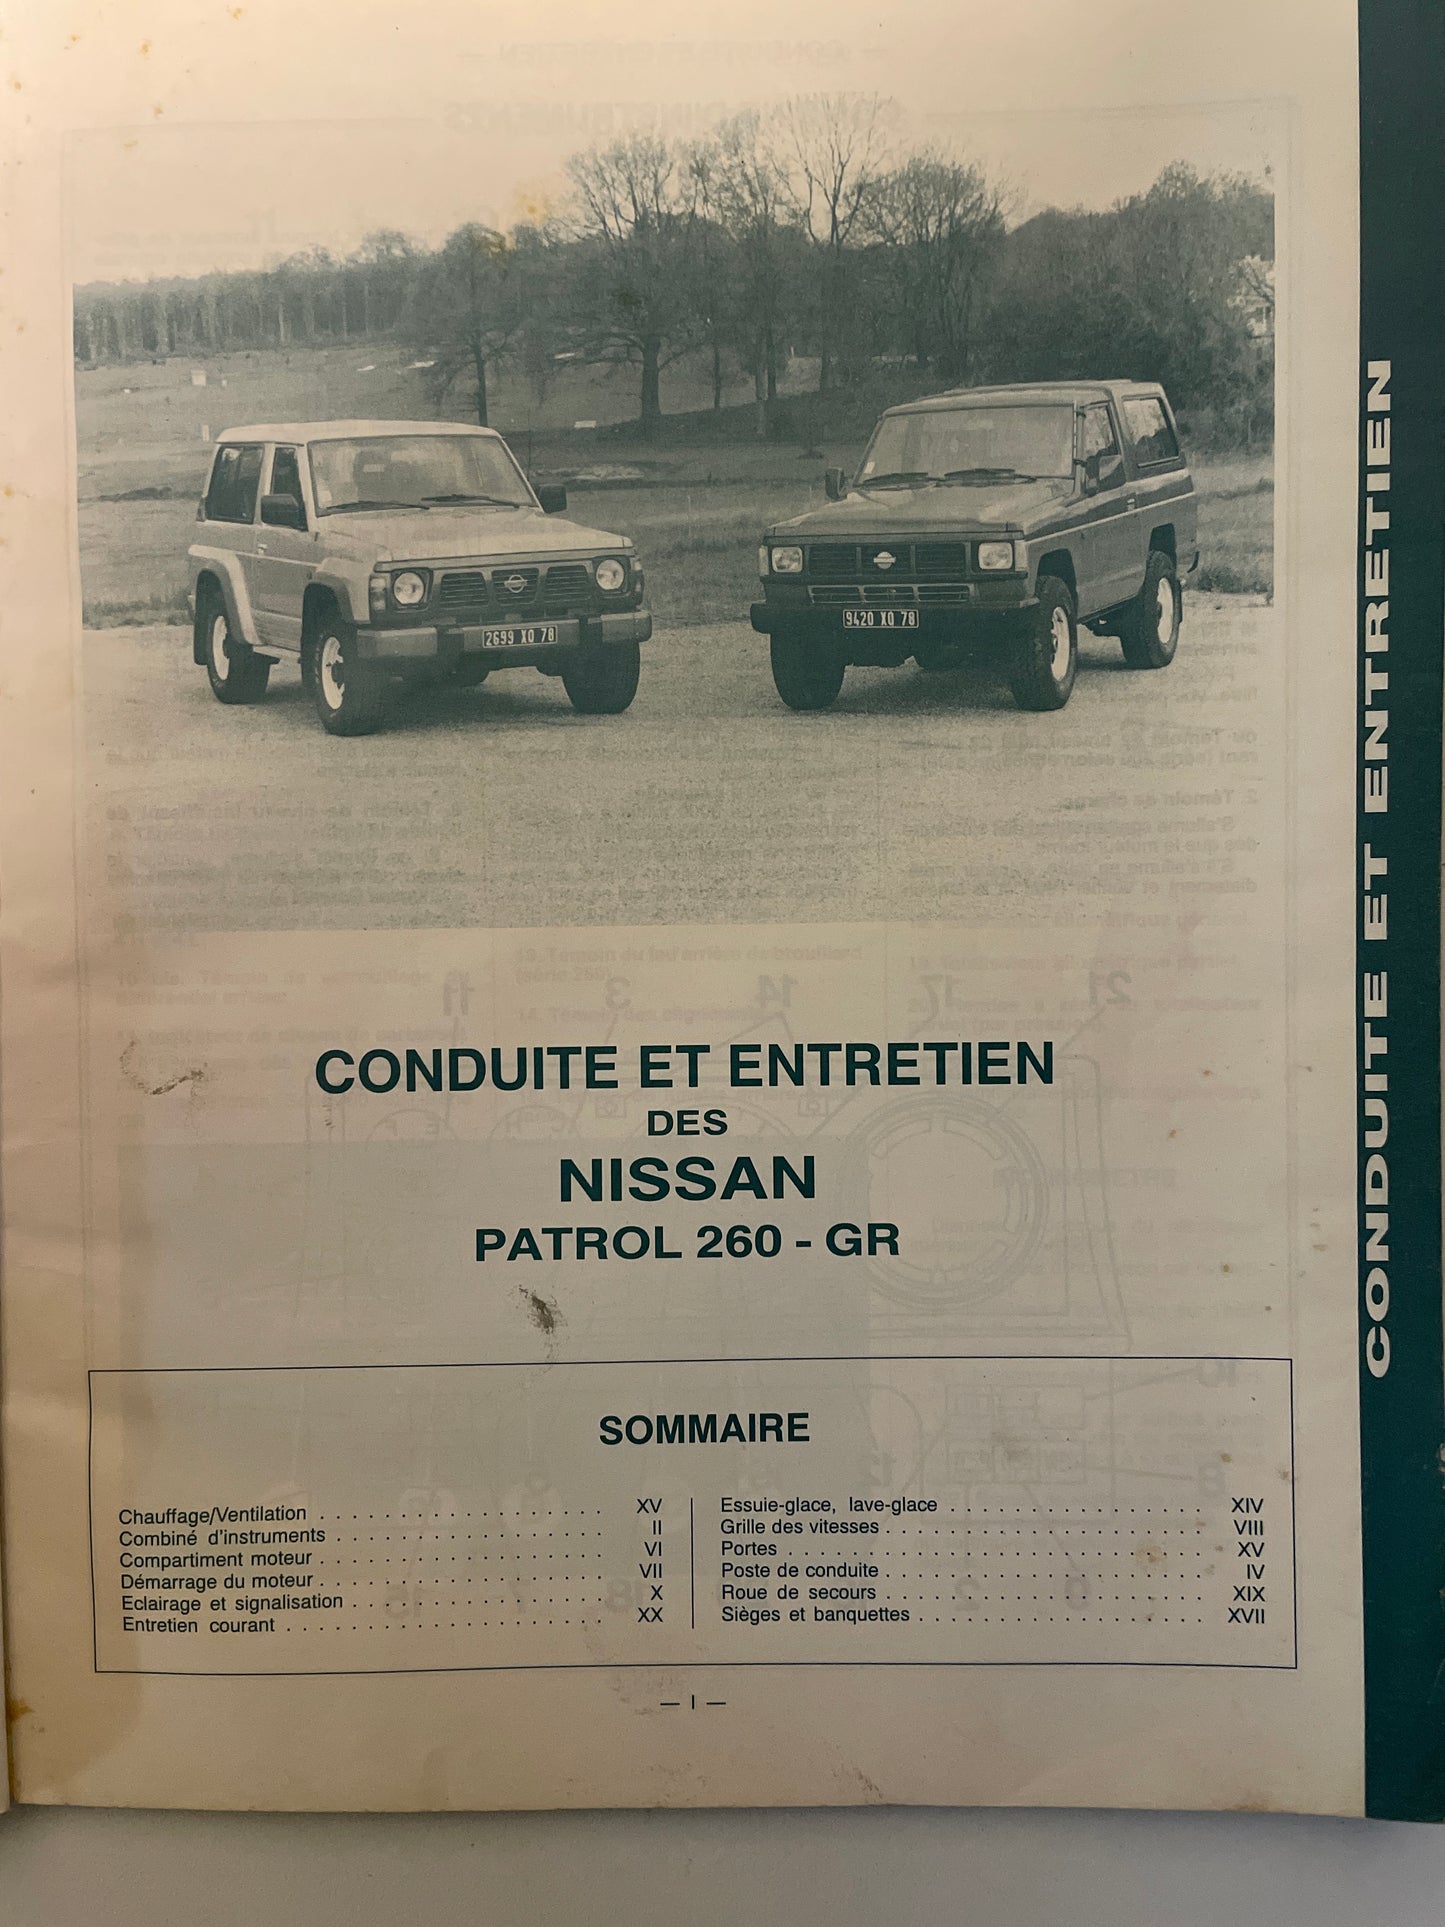 2699 XQ 78
9420 XQ 78
CONDUITE ET ENTRETIEN
DES
NISSAN
PATROL 260 - GR
SOMMAIRE
Chauffage/Ventilation . . . . . . . . . . . . . . . . . . XV
Combiné d'instruments . . . . . . . . . . . . . . . . . II
Compartiment moteur . . . . . . . . . . . . . . . . . . VI
Démarrage du moteur . . . . . . . . . . . . . . . . . . VII
Eclairage et signalisation . . . . . . . . . . . . . . . . X
Entretien courant . . . . . . . . . . . . . . . . . . . . XX
Essuie-glace, lave-glace . . . . . . . . . . . . . . . . XIV
Grille des vitesses . . . . . . . . . . . . . . . . . . . . VIII
Portes . . . . . . . . . . . . . . . . . . . . . . . . . . XV
Poste de conduite . . . . . . . . . . . . . . . . . . . . IV
Roue de secours . . . . . . . . . . . . . . . . . . . . XIX
Sièges et banquettes . . . . . . . . . . . . . . . . . . XVII
— I —
CONDUITE ET ENTRETIEN